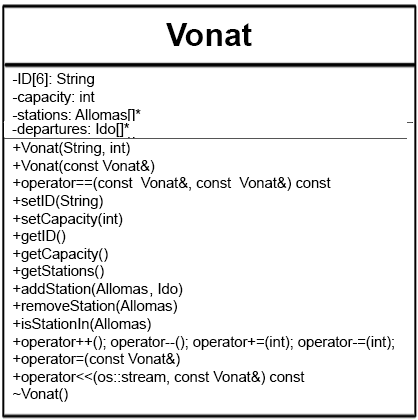 Vonat
-ID[6]: String
-capacity: int
-stations: Allomas[]*
-departures: Ido[]*
+Vonat(String, int)
+Vonat(const Vonat&)
+operator==(const Vonat&, const Vonat&) const
+setID(String)
+setCapacity(int)
+getID()
+getCapacity()
+getStations()
+addStation(Allomas, Ido)
+removeStation(Allomas)
+isStationIn(Allomas)
+operator++(); operator--(); operator+=(int); operator-=(int);
+operator=(const Vonat&)
+operator<<(os::stream, const Vonat&) const
~Vonat()